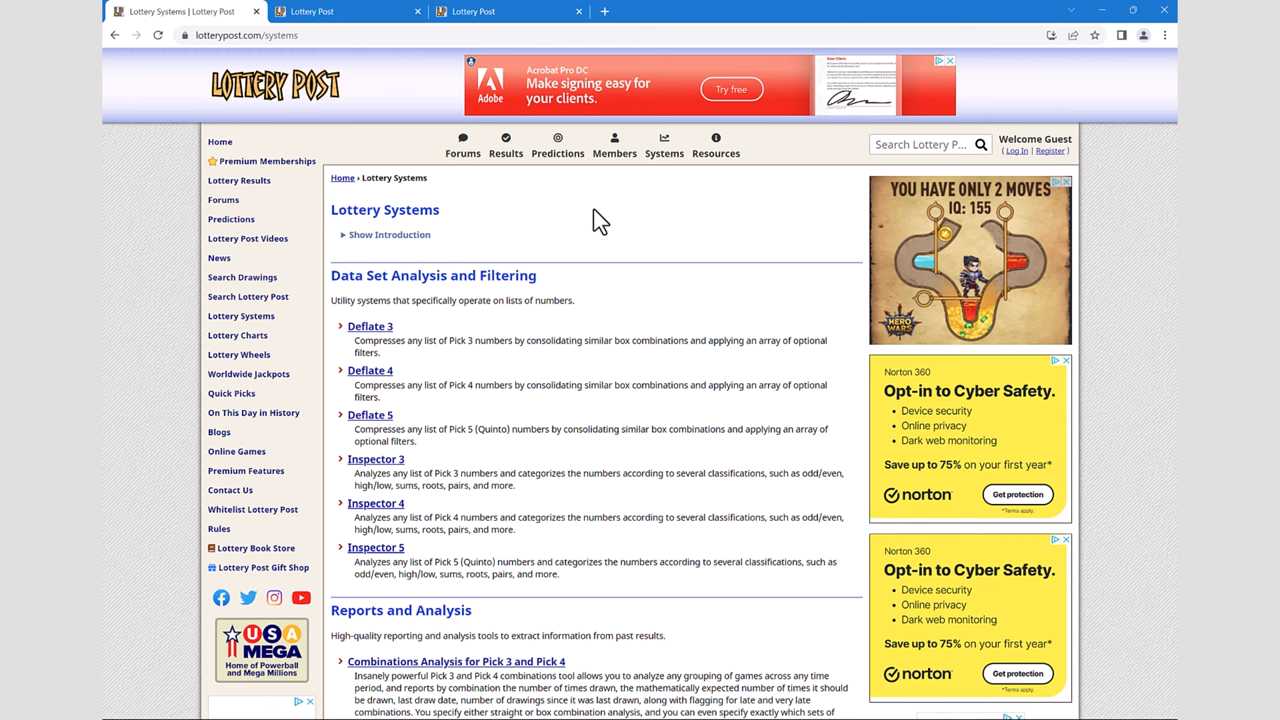 Lottery Systems | Lottery Post
Lottery Post
Lottery Post
lotterypost.com/systems
LOTTERY POST
Adobe
Acrobat Pro DC
Make signing easy for
your clients.
Try free
Home
Premium Memberships
Lottery Results
Forums
Predictions
Lottery Post Videos
News
Search Drawings
Search Lottery Post
Lottery Systems
Lottery Charts
Lottery Wheels
Worldwide Jackpots
Quick Picks
On This Day in History
Blogs
Online Games
Premium Features
Contact Us
Whitelist Lottery Post
Rules
Lottery Book Store
Lottery Post Gift Shop
USA
MEGA
Home of Powerball
and Mega Millions
Forums Results Predictions Members Systems Resources
Search Lottery P...
Welcome Guest
( Log In | Register )
Home › Lottery Systems
Lottery Systems
Show Introduction
Data Set Analysis and Filtering
Utility systems that specifically operate on lists of numbers.
Deflate 3
Compresses any list of Pick 3 numbers by consolidating similar box combinations and applying an array of optional
filters.
Deflate 4
Compresses any list of Pick 4 numbers by consolidating similar box combinations and applying an array of optional
filters.
Deflate 5
Compresses any list of Pick 5 (Quinto) numbers by consolidating similar box combinations and applying an array of
optional filters.
Inspector 3
Analyzes any list of Pick 3 numbers and categorizes the numbers according to several classifications, such as odd/even,
high/low, sums, roots, pairs, and more.
Inspector 4
Analyzes any list of Pick 4 numbers and categorizes the numbers according to several classifications, such as odd/even,
high/low, sums, roots, pairs, and more.
Inspector 5
Analyzes any list of Pick 5 (Quinto) numbers and categorizes the numbers according to several classifications, such as
odd/even, high/low, sums, roots, pairs, and more.
Reports and Analysis
High-quality reporting and analysis tools to extract information from past results.
Combinations Analysis for Pick 3 and Pick 4
Insanely powerful Pick 3 and Pick 4 combinations tool allows you to analyze any grouping of games across any time
period, and reports by combination the number of times drawn, the mathematically expected number of times it should
be drawn, last draw date, number of drawings since it was last drawn, along with flagging for late and very late
combinations. You specify either straight or box combination analysis, and you can even specify exactly which sets of
YOU HAVE ONLY 2 MOVES
IQ: 155
HERO
WARS
Norton 360
Opt-in to Cyber Safety.
• Device security
• Online privacy
• Dark web monitoring
Save up to 75% on your first year*
norton
Get protection
*Terms apply.
Norton 360
Opt-in to Cyber Safety.
• Device security
• Online privacy
• Dark web monitoring
Save up to 75% on your first year*
norton
Get protection
*Terms apply.